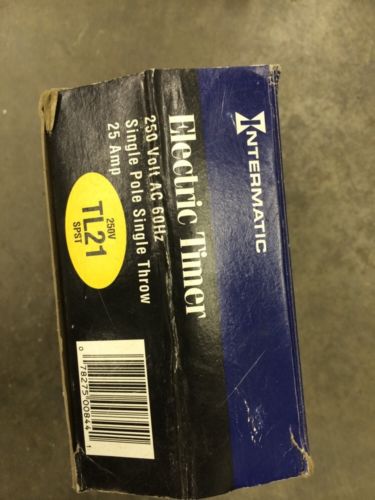 INTERMATIC
Electric Timer
250 Volt AC 60Hz
Single Pole Single Throw
25 Amp
250V
TL21
SPST
0 78275 00844 1